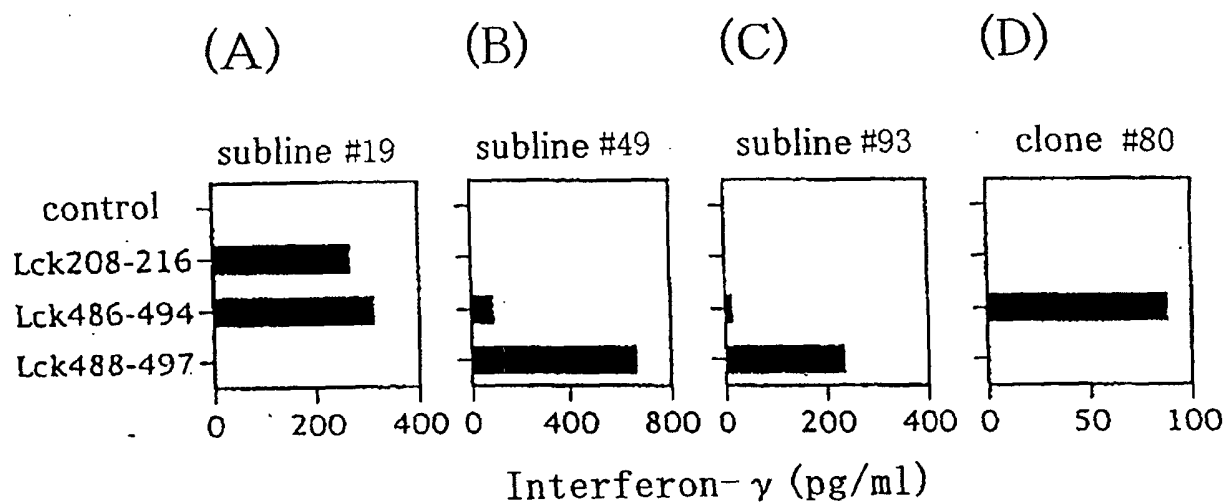 (A) (B) (C) (D)
subline #19 subline #49 subline #93 clone #80
control
Lck208-216
Lck486-494
Lck488-497
0 200 400 0 400 800 0 200 400 0 50 100
Interferon-γ (pg/ml)